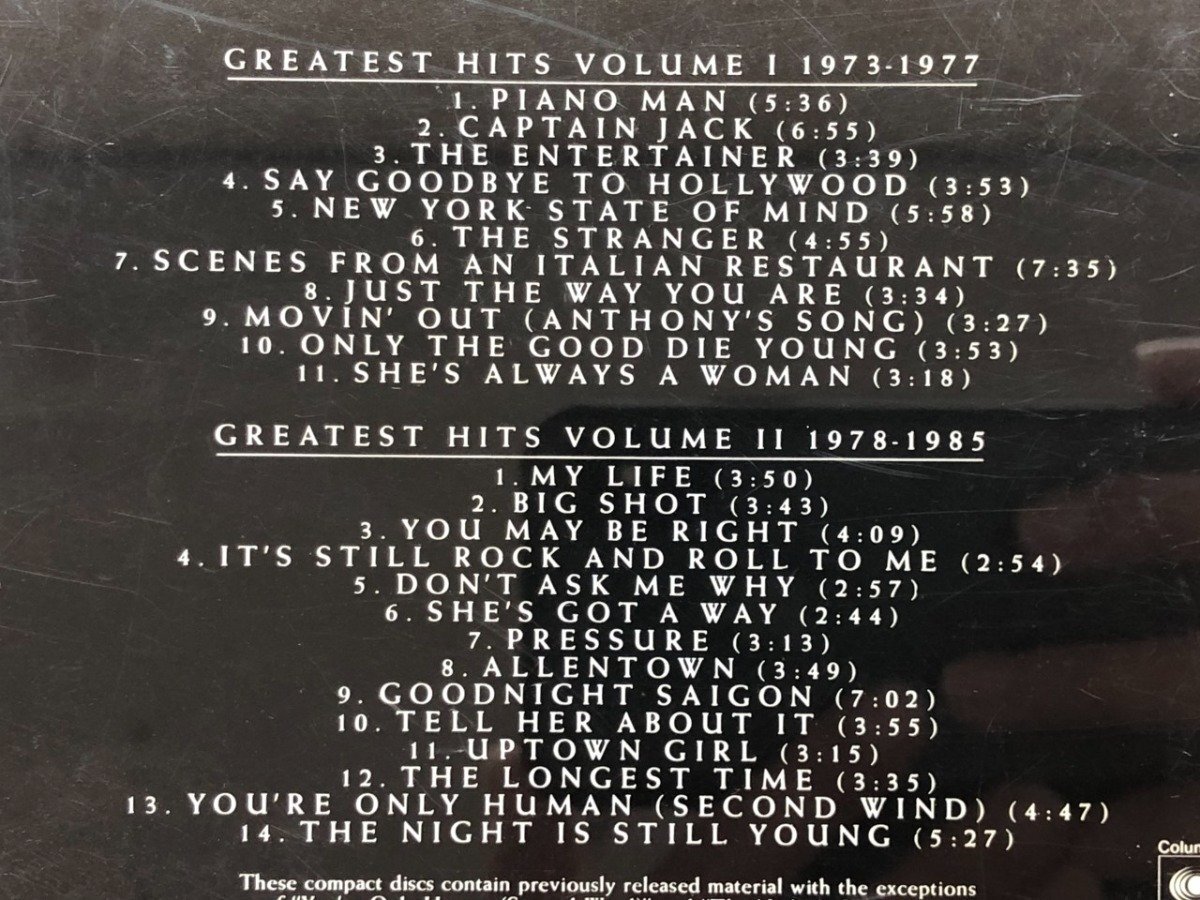 GREATEST HITS VOLUME I 1973-1977
1. PIANO MAN (5:36)
2. CAPTAIN JACK (6:55)
3. THE ENTERTAINER (3:39)
4. SAY GOODBYE TO HOLLYWOOD (3:53)
5. NEW YORK STATE OF MIND (5:58)
6. THE STRANGER (4:55)
7. SCENES FROM AN ITALIAN RESTAURANT (7:35)
8. JUST THE WAY YOU ARE (3:34)
9. MOVIN' OUT (ANTHONY'S SONG) (3:27)
10. ONLY THE GOOD DIE YOUNG (3:53)
11. SHE'S ALWAYS A WOMAN (3:18)
GREATEST HITS VOLUME II 1978-1985
1. MY LIFE (3:50)
2. BIG SHOT (3:43)
3. YOU MAY BE RIGHT (4:09)
4. IT'S STILL ROCK AND ROLL TO ME (2:54)
5. DON'T ASK ME WHY (2:57)
6. SHE'S GOT A WAY (2:44)
7. PRESSURE (3:13)
8. ALLENTOWN (3:49)
9. GOODNIGHT SAIGON (7:02)
10. TELL HER ABOUT IT (3:55)
11. UPTOWN GIRL (3:15)
12. THE LONGEST TIME (3:35)
13. YOU'RE ONLY HUMAN (SECOND WIND) (4:47)
14. THE NIGHT IS STILL YOUNG (5:27)
Colum
These compact discs contain previously released material with the exceptions